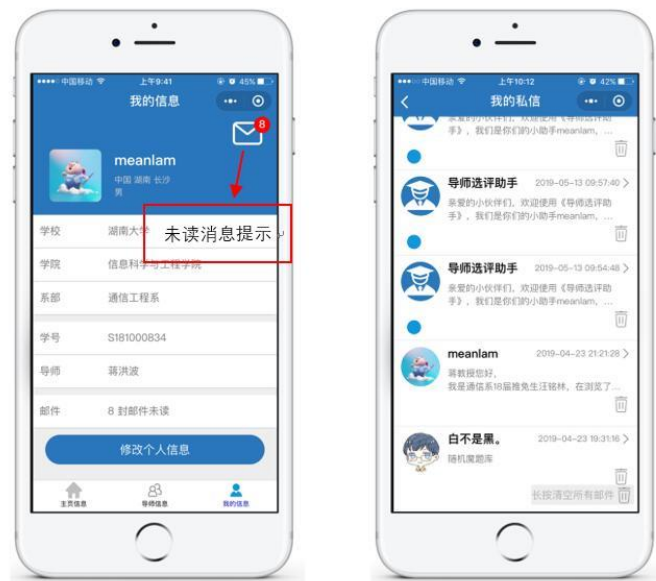 中国移动 上午9:41 45%
我的信息
8
meanlam
中国 湖南 长沙
男
未读消息提示
学校 湖南大学
学院 信息科学与工程学院
系部 通信工程系
学号 S181000834
导师 蒋洪波
邮件 8 封邮件未读
修改个人信息
主页信息 导师信息 我的信息
中国移动 上午10:12 42%
我的私信
亲爱的小伙伴们，欢迎使用《导师选评助
手》，我们是你们的小助手meanlam，...
导师选评助手 2019-05-13 09:57:40
亲爱的小伙伴们，欢迎使用《导师选评助
手》，我们是你们的小助手meanlam，...
导师选评助手 2019-05-13 09:54:48
亲爱的小伙伴们，欢迎使用《导师选评助
手》，我们是你们的小助手meanlam，...
meanlam 2019-04-23 21:21:28
蒋教授您好，
我是通信系18届推免生汪铭林，在浏览了...
白不是黑。 2019-04-23 19:31:16
随机魔题库
长按清空所有邮件